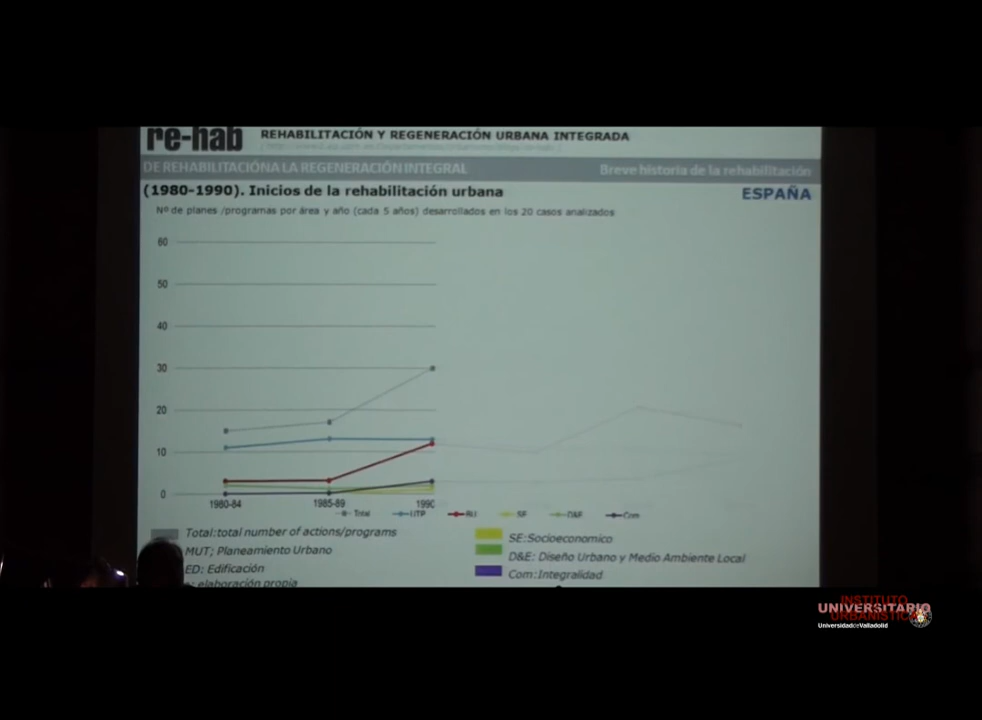 re-hab
REHABILITACIÓN Y REGENERACIÓN URBANA INTEGRADA
DE REHABILITACIÓNA LA REGENERACIÓN INTEGRAL
Breve historia de la rehabilitación
(1980-1990). Inicios de la rehabilitación urbana
ESPAÑA
Nº de planes /programas por área y año (cada 5 años) desarrollados en los 20 casos analizados
60
50
40
30
20
10
0
1980-84 1985-89 1990
Total UTP BU SE D&E Com
Total:total number of actions/programs
MUT; Planeamiento Urbano
ED: Edificación
: elaboración propia
SE:Socioeconomico
D&E: Diseño Urbano y Medio Ambiente Local
Com:Integralidad
INSTITUTO
UNIVERSITARIO
URBANÍSTICA
UniversidaddeValladolid